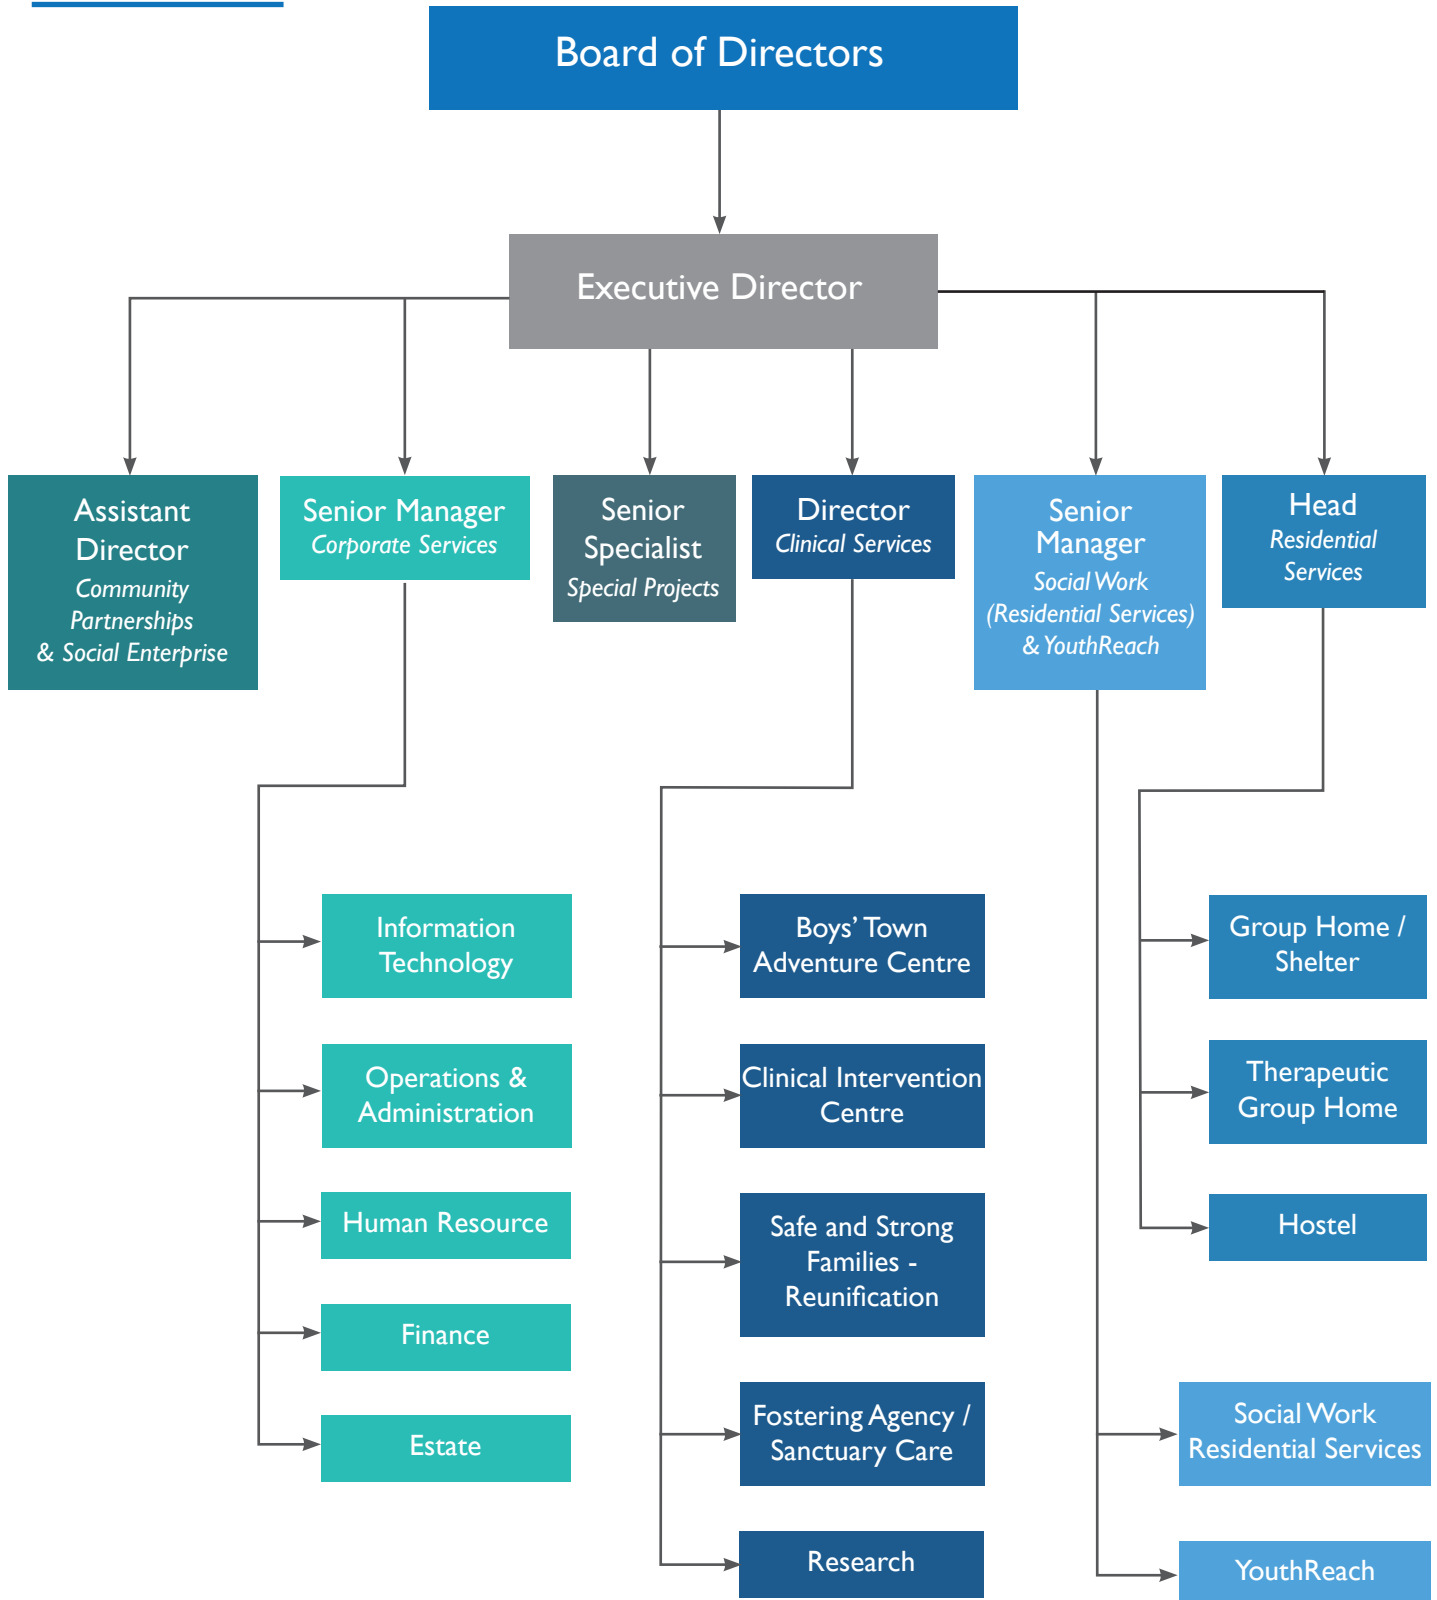 Board of Directors
Executive Director
Assistant
Director
Community
Partnerships
& Social Enterprise
Senior Manager
Corporate Services
Senior
Specialist
Special Projects
Director
Clinical Services
Senior
Manager
Social Work
(Residential Services)
& YouthReach
Head
Residential
Services
Information
Technology
Operations &
Administration
Human Resource
Finance
Estate
Boys' Town
Adventure Centre
Clinical Intervention
Centre
Safe and Strong
Families -
Reunification
Fostering Agency /
Sanctuary Care
Research
Group Home /
Shelter
Therapeutic
Group Home
Hostel
Social Work
Residential Services
YouthReach